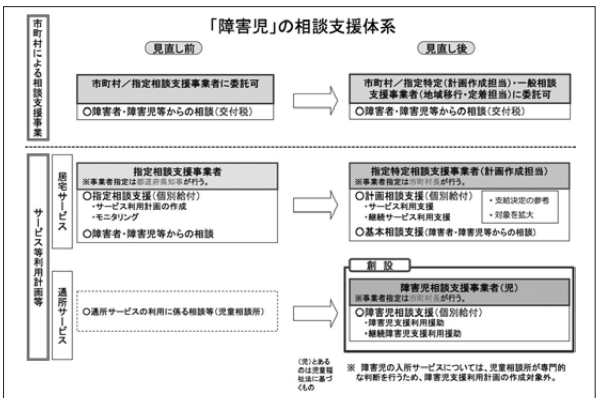 「障害児」の相談支援体系
見直し前
見直し後
市町村による相談支援事業
市町村／指定相談支援事業者に委託可
〇障害者・障害児等からの相談（交付税）
市町村／指定特定（計画作成担当）・一般相談
支援事業者（地域移行・定着担当）に委託可
〇障害者・障害児等からの相談（交付税）
サービス等利用計画等
居宅サービス
指定相談支援事業者
※事業者指定は都道府県知事が行う。
〇指定相談支援（個別給付）
・サービス利用計画の作成
・モニタリング
〇障害者・障害児等からの相談
指定特定相談支援事業者（計画作成担当）
※事業者指定は市町村長が行う。
〇計画相談支援（個別給付）
・サービス利用支援
・継続サービス利用支援
・支給決定の参考
・対象を拡大
〇基本相談支援（障害者・障害児等からの相談）
通所サービス
〇通所サービスの利用に係る相談等（児童相談所）
創設
障害児相談支援事業者（児）
※事業者指定は市町村長が行う。
〇障害児相談支援（個別給付）
・障害児支援利用援助
・継続障害児支援利用援助
（児）とある
のは児童福
祉法に基づ
くもの
※ 障害児の入所サービスについては、児童相談所が専門的
な判断を行うため、障害児支援利用計画の作成対象外。